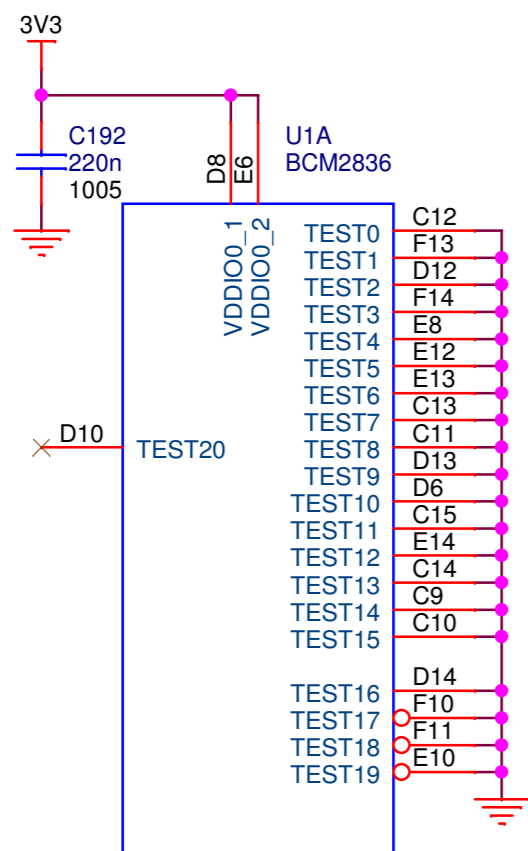 3V3
C192
220n
1005
U1A
BCM2836
D8
E6
VDDIO0_1
VDDIO0_2
TEST0 C12
TEST1 F13
TEST2 D12
TEST3 F14
TEST4 E8
TEST5 E12
TEST6 E13
TEST7 C13
D10 TEST20
TEST8 C11
TEST9 D13
TEST10 D6
TEST11 C15
TEST12 E14
TEST13 C14
TEST14 C9
TEST15 C10
TEST16 D14
TEST17 F10
TEST18 F11
TEST19 E10